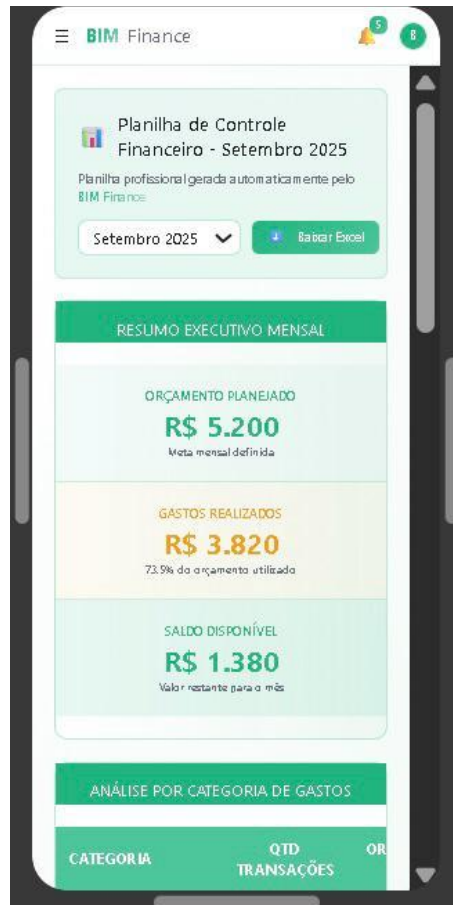 ☰ BIM Finance 5 B
Planilha de Controle
Financeiro - Setembro 2025
Planilha profissional gerada automaticamente pelo
BIM Finance
Setembro 2025 Baixar Excel
RESUMO EXECUTIVO MENSAL
ORÇAMENTO PLANEJADO
R$ 5.200
Meta mensal definida
GASTOS REALIZADOS
R$ 3.820
73.5% do orçamento utilizado
SALDO DISPONÍVEL
R$ 1.380
Valor restante para o mês
ANÁLISE POR CATEGORIA DE GASTOS
CATEGORIA QTD OR
TRANSAÇÕES